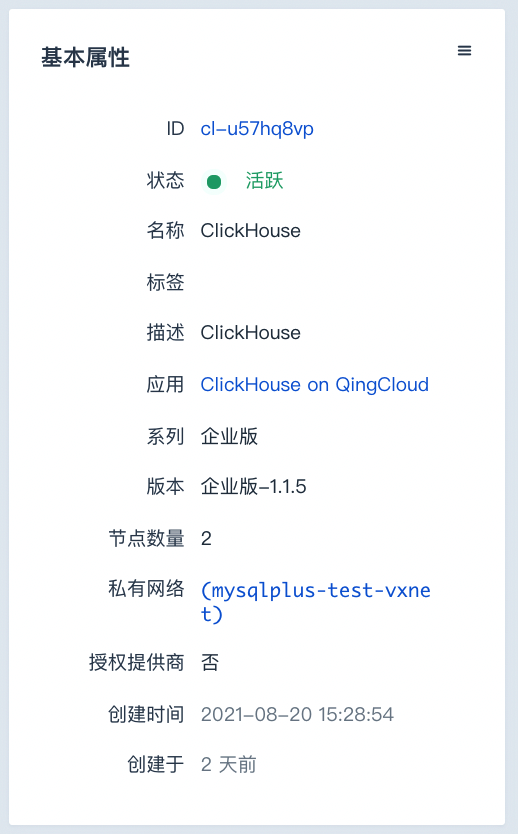 基本属性
ID cl-u57hq8vp
状态 活跃
名称 ClickHouse
标签
描述 ClickHouse
应用 ClickHouse on QingCloud
系列 企业版
版本 企业版-1.1.5
节点数量 2
私有网络 (mysqlplus-test-vxne
t)
授权提供商 否
创建时间 2021-08-20 15:28:54
创建于 2 天前